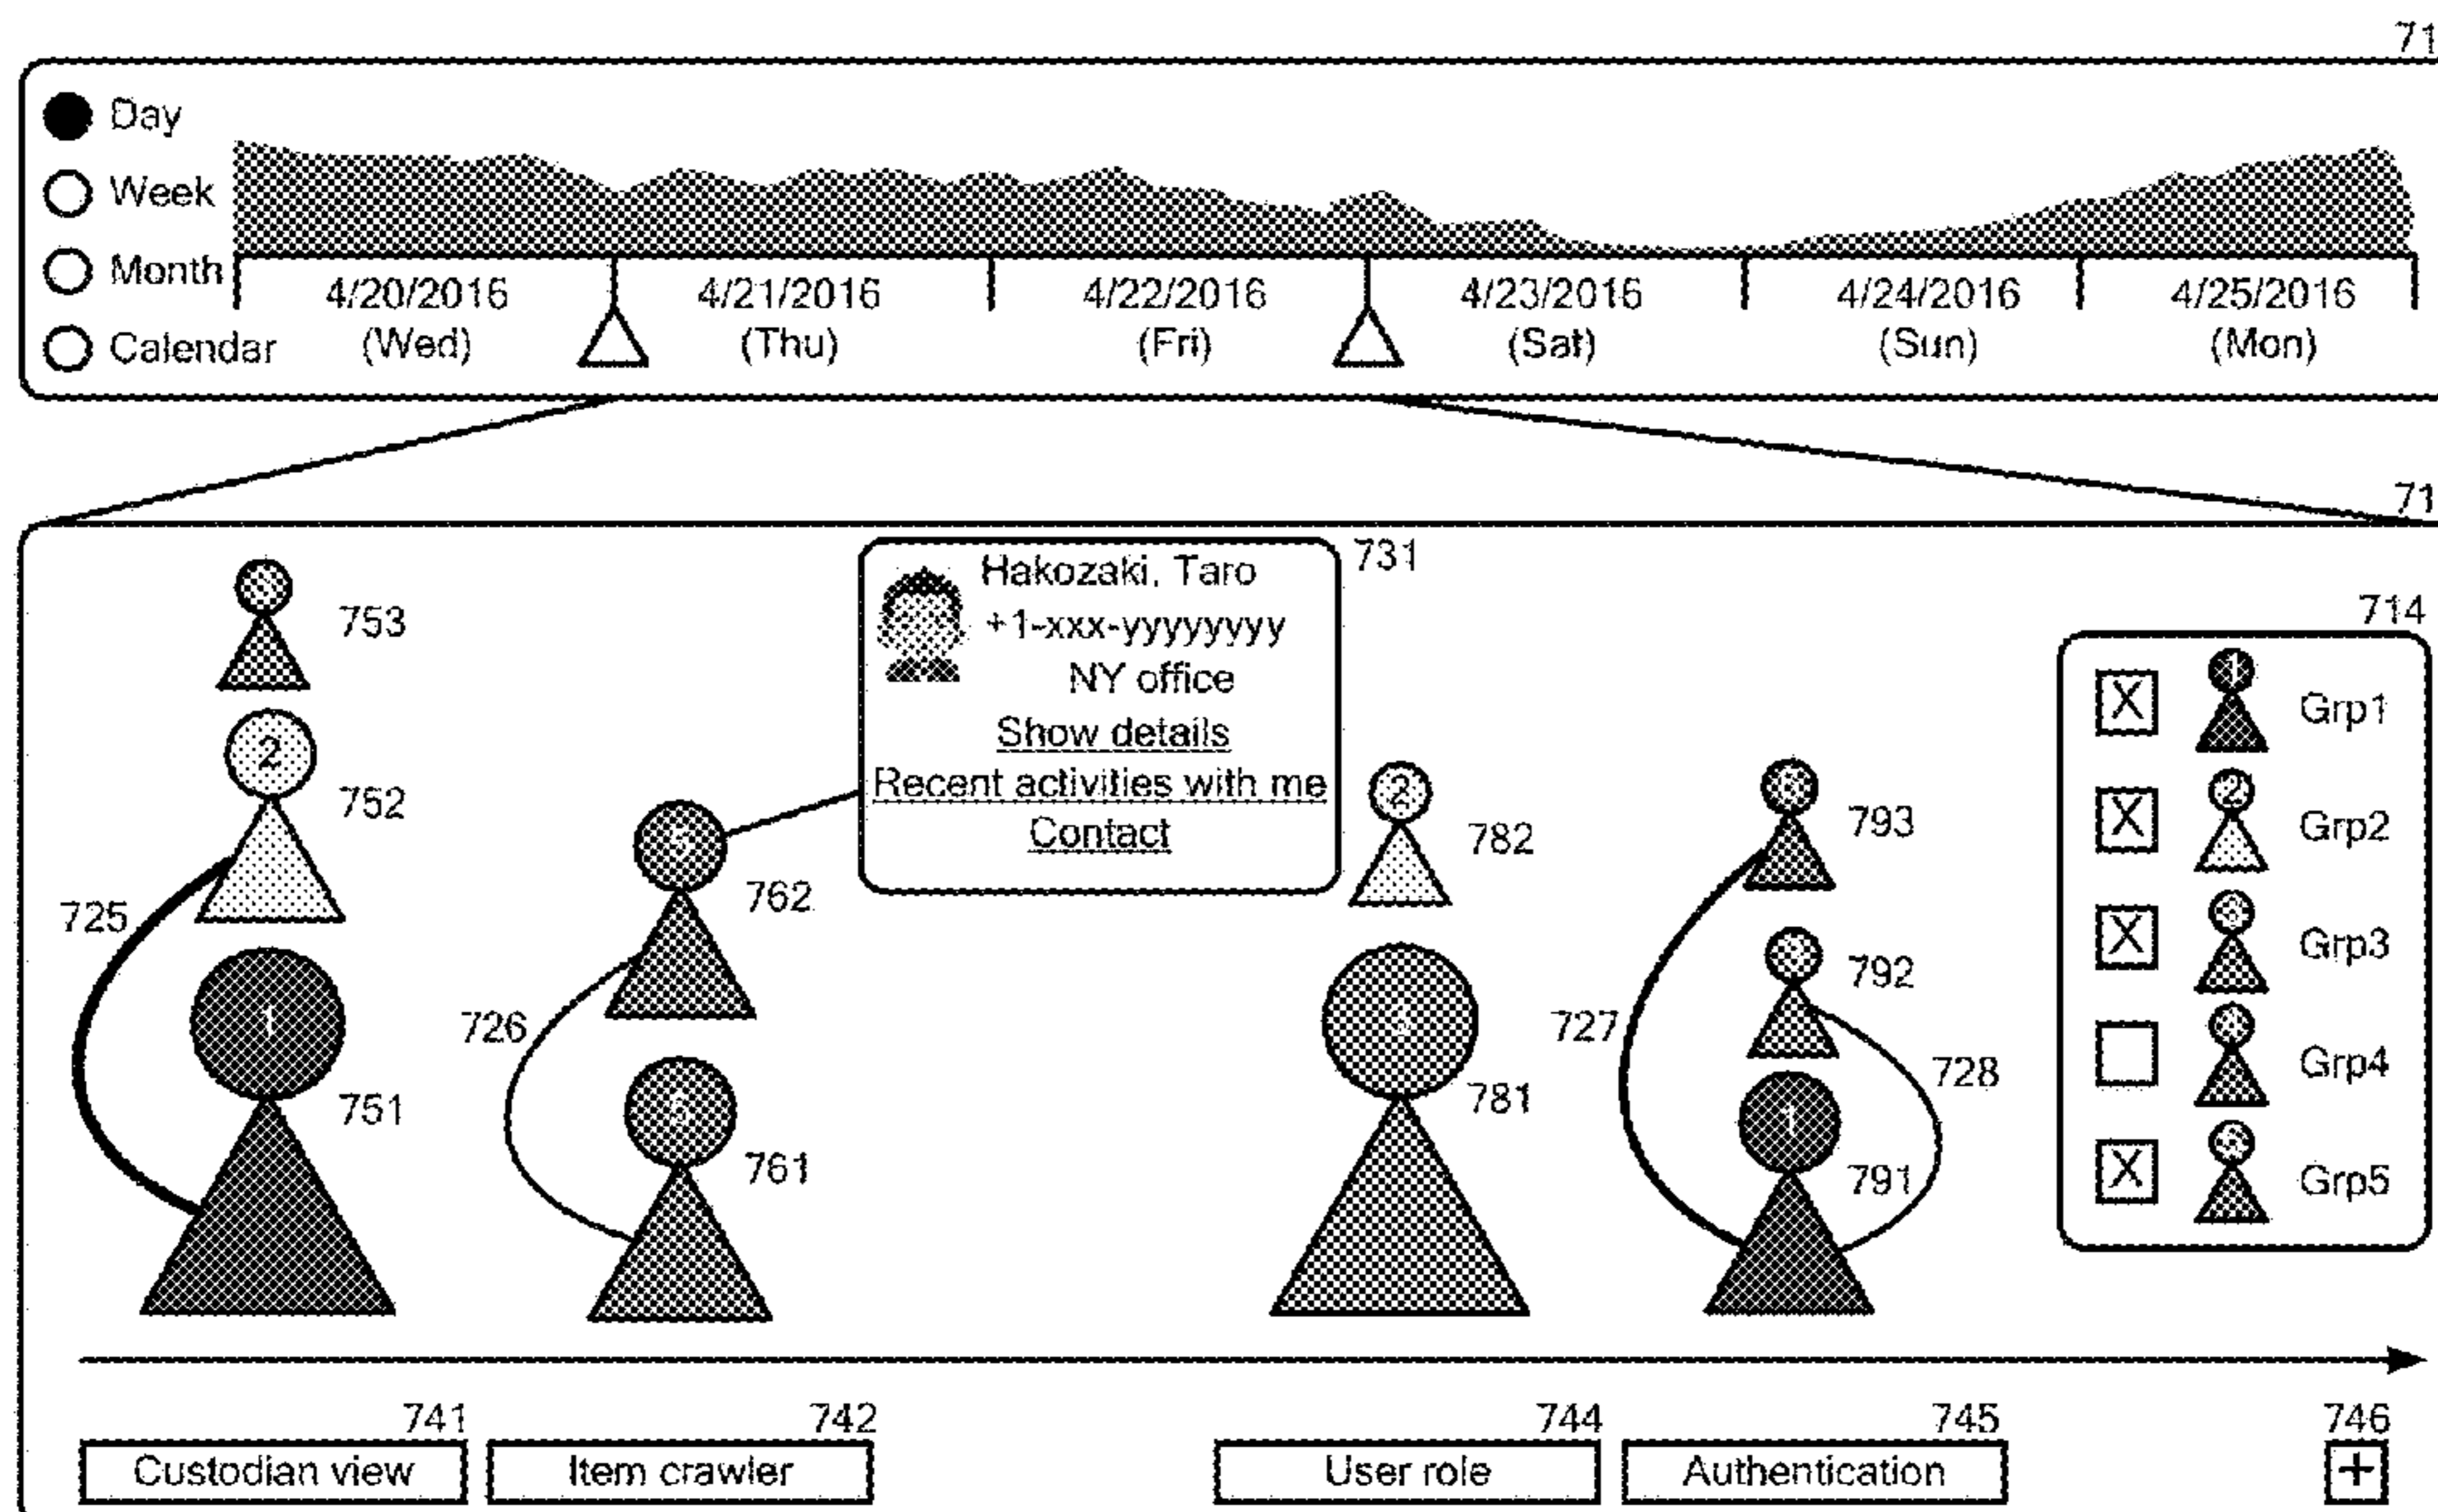 71
Day
Week
Month
Calendar
4/20/2016
(Wed)
4/21/2016
(Thu)
4/22/2016
(Fri)
4/23/2016
(Sat)
4/24/2016
(Sun)
4/25/2016
(Mon)
71
731
Hakozaki, Taro
+1-xxx-yyyyyyyy
NY office
Show details
Recent activities with me
Contact
714
1 Grp1
2 Grp2
Grp3
Grp4
5 Grp5
753
2
752
725
1
751
762
726
5
761
2
782
781
793
792
727
728
1
791
741
Custodian view
742
Item crawler
744
User role
745
Authentication
746
+
X
X
X
X